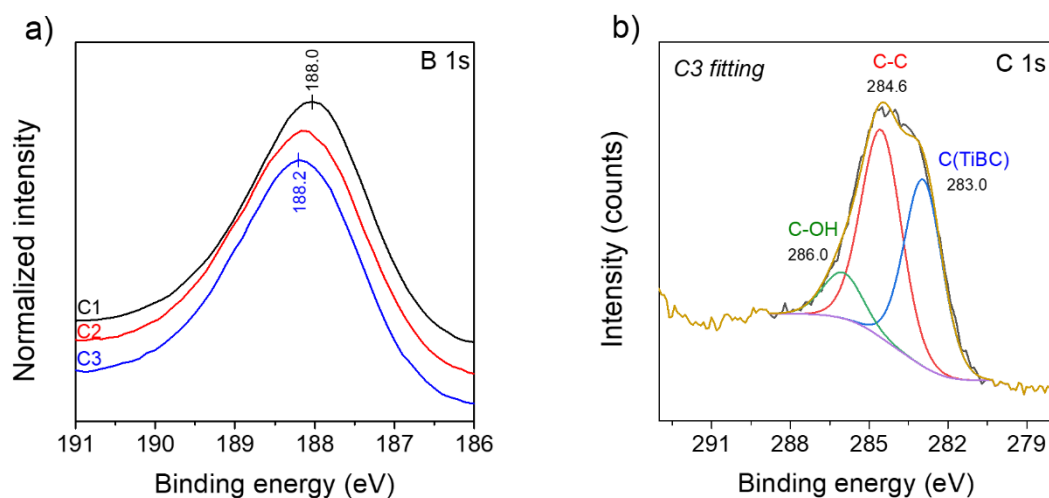 a)
B 1s
188.0
188.2
C1
C2
C3
Normalized intensity
191 190 189 188 187 186
Binding energy (eV)
b)
C3 fitting
C 1s
C-C
284.6
C(TiBC)
283.0
C-OH
286.0
Intensity (counts)
291 288 285 282 279
Binding energy (eV)